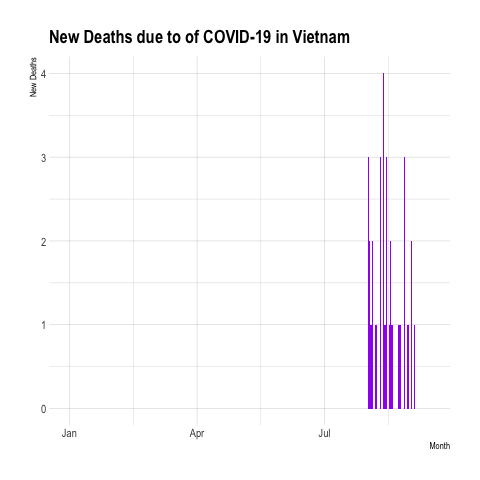 New Deaths due to of COVID-19 in Vietnam
New Deaths
4
3
2
1
0
Jan Apr Jul
Month